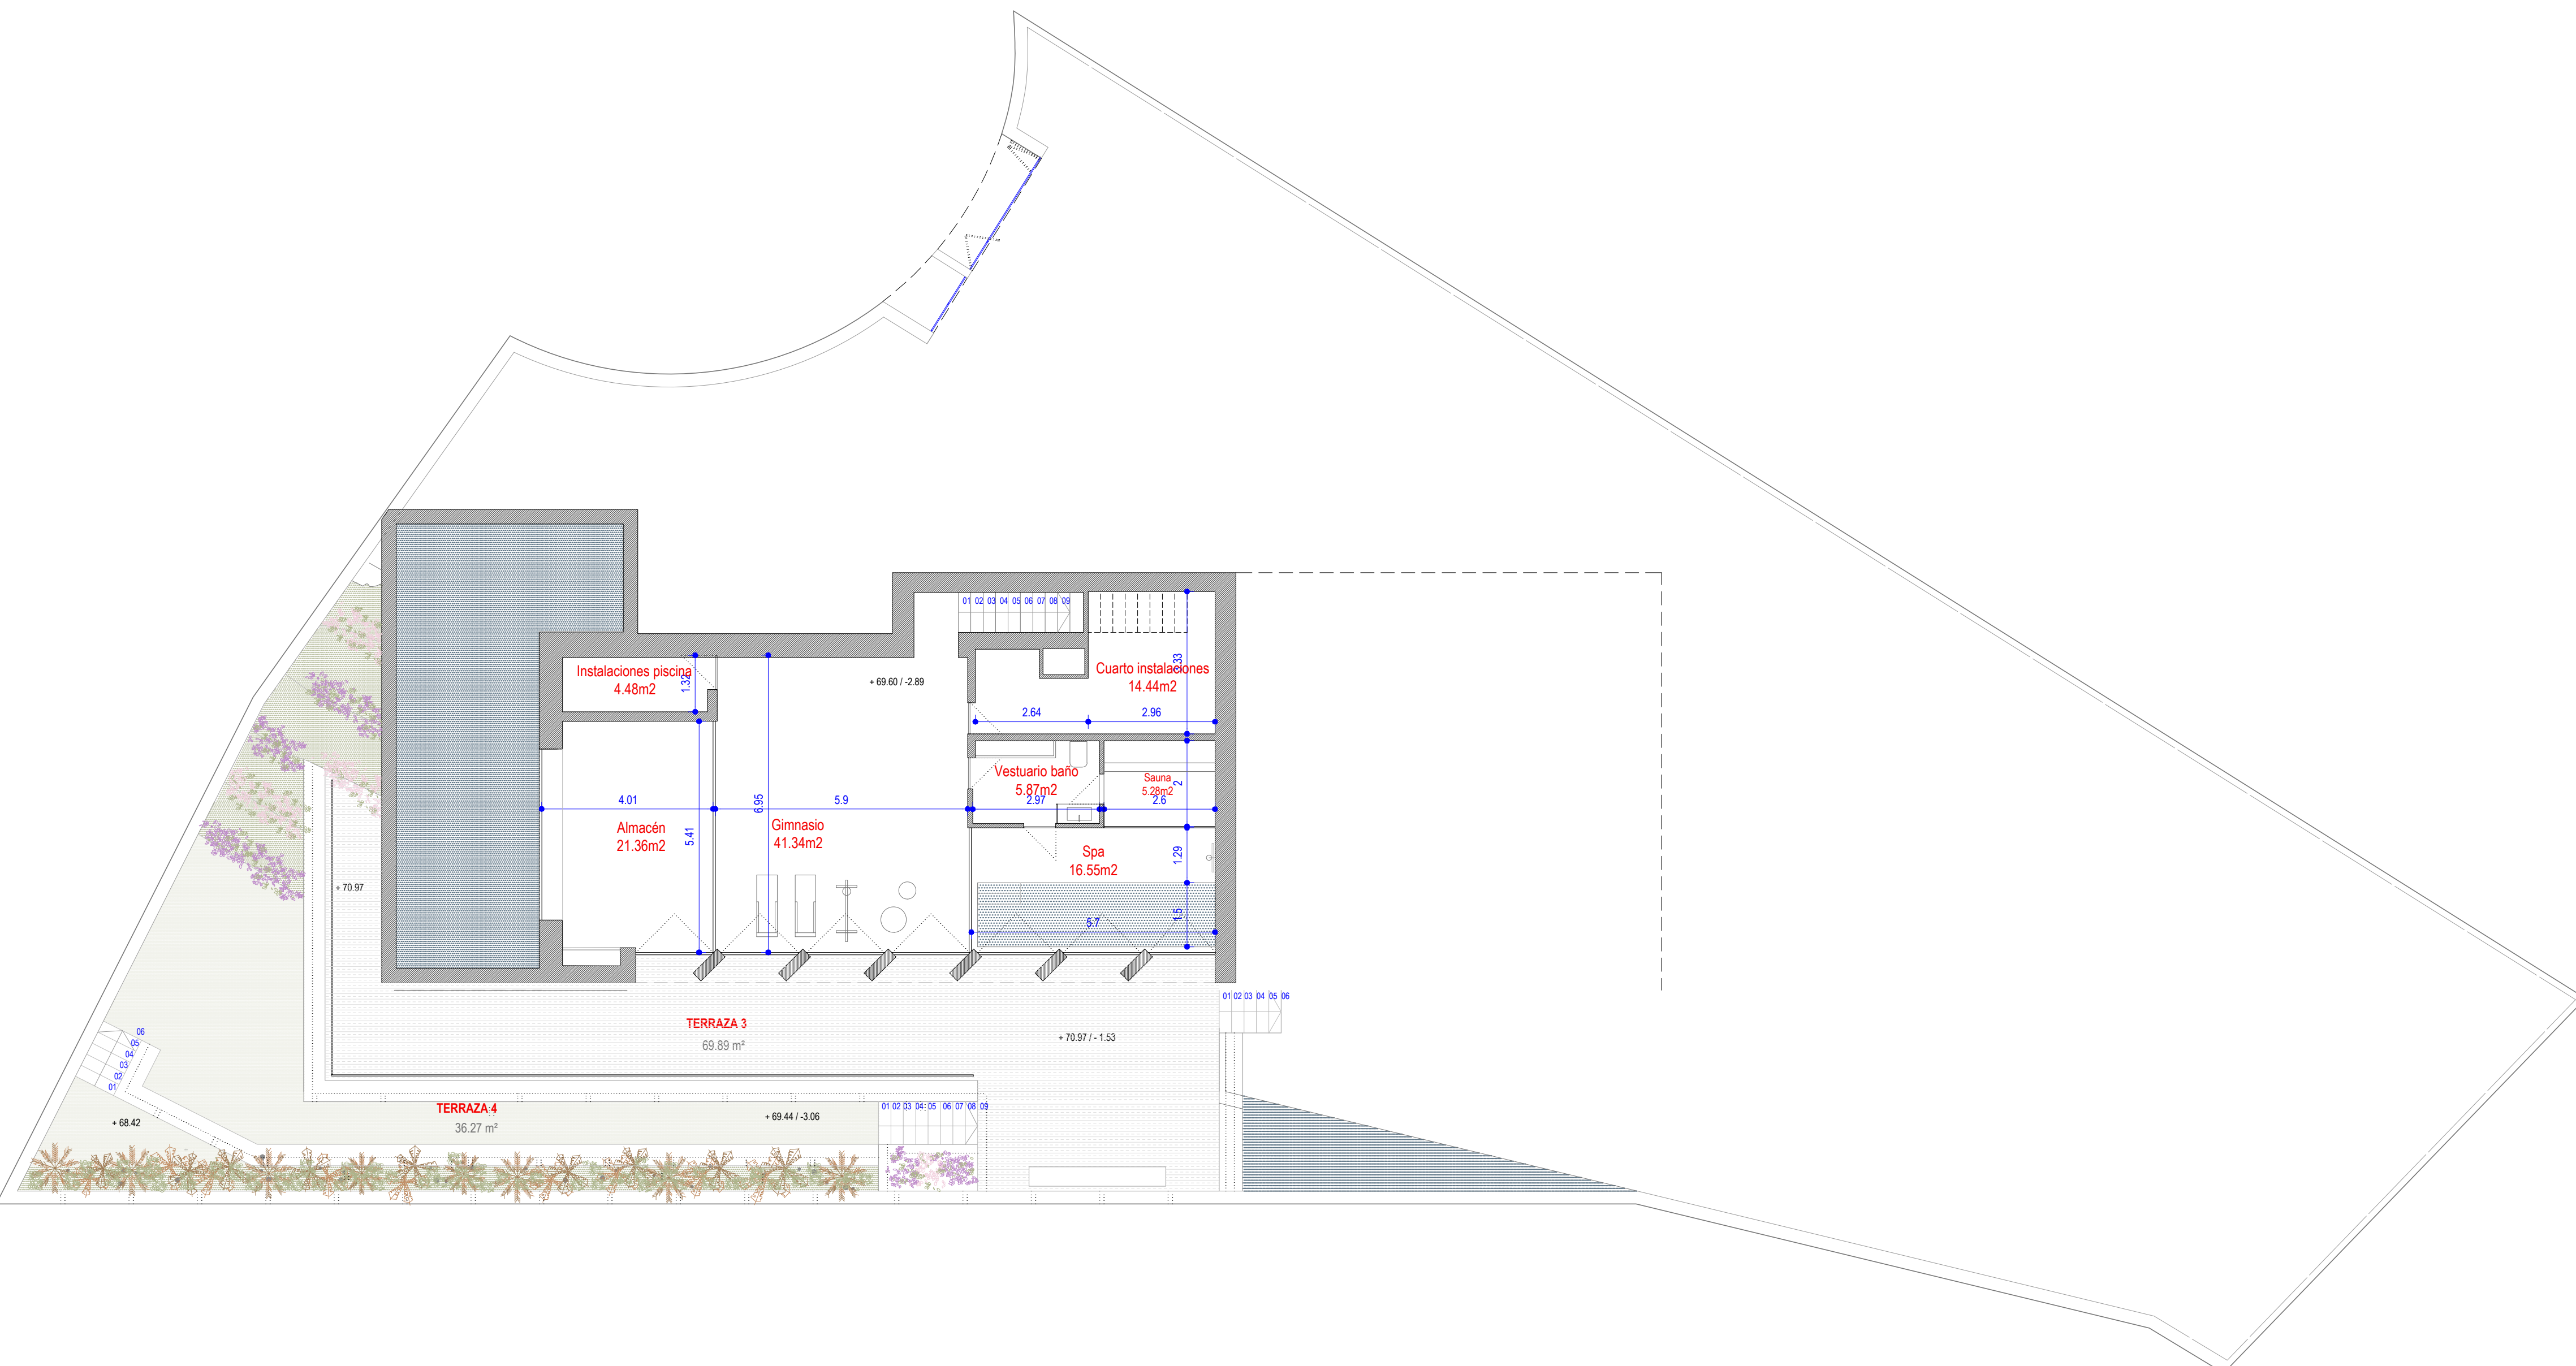 01 02 03 04 05 06 07 08 09
Instalaciones piscina
4.48m2
1.32
+ 69.60 / -2.89
Cuarto instalaciones
14.44m2
3.33
2.64
2.96
Vestuario baño
5.87m2
2.97
Sauna
5.28m2
2
2.6
4.01
5.9
6.95
5.41
Almacén
21.36m2
Gimnasio
41.34m2
Spa
16.55m2
1.29
1.5
5.7
+ 70.97
01 02 03 04 05 06
TERRAZA 3
69.89 m²
+ 70.97 / - 1.53
06
05
04
03
02
01
TERRAZA 4
36.27 m²
+ 68.42
+ 69.44 / -3.06
01 02 03 04 05 06 07 08 09